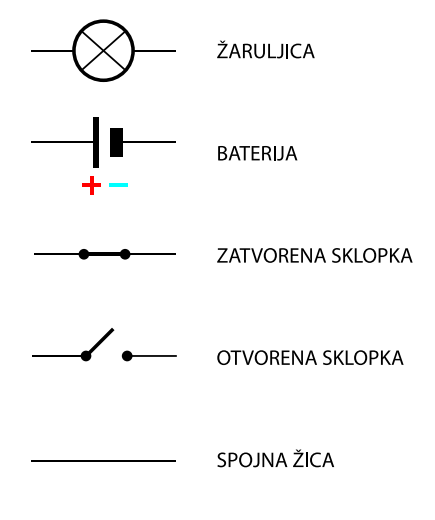 ŽARULJICA
BATERIJA
+ −
ZATVORENA SKLOPKA
OTVORENA SKLOPKA
SPOJNA ŽICA